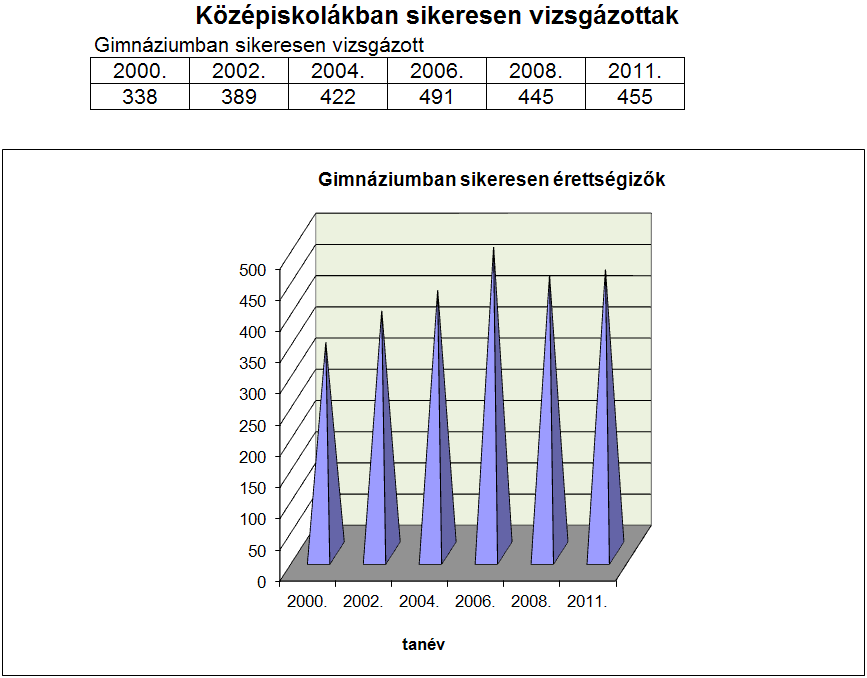 Középiskolákban sikeresen vizsgázottak
Gimnáziumban sikeresen vizsgázott
2000. 2002. 2004. 2006. 2008. 2011.
338 389 422 491 445 455
Gimnáziumban sikeresen érettségizők
500
450
400
350
300
250
200
150
100
50
0
2000. 2002. 2004. 2006. 2008. 2011.
tanév